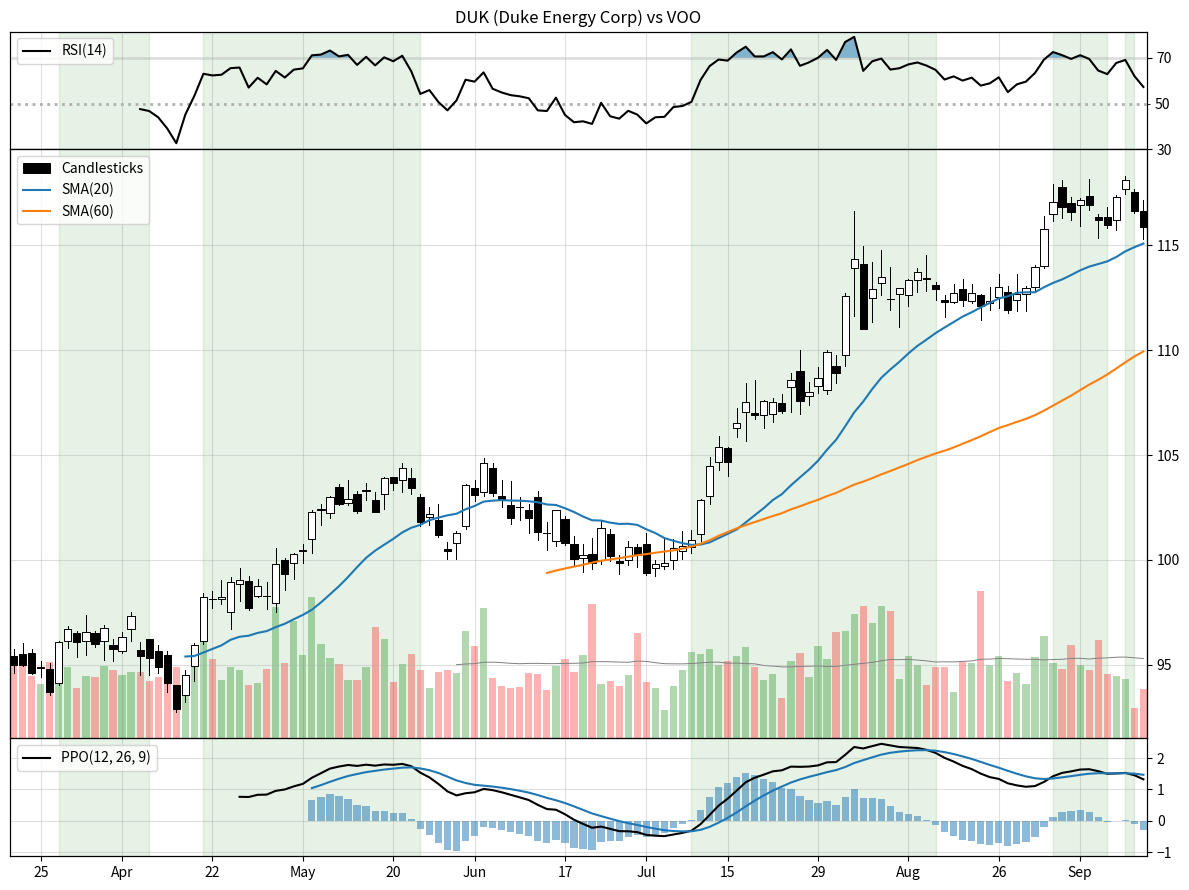 DUK (Duke Energy Corp) vs VOO
RSI(14)
70
50
30
Candlesticks
SMA(20)
SMA(60)
115
110
105
100
95
PPO(12, 26, 9)
2
1
0
−1
25 Apr 22 May 20 Jun 17 Jul 15 29 Aug 26 Sep